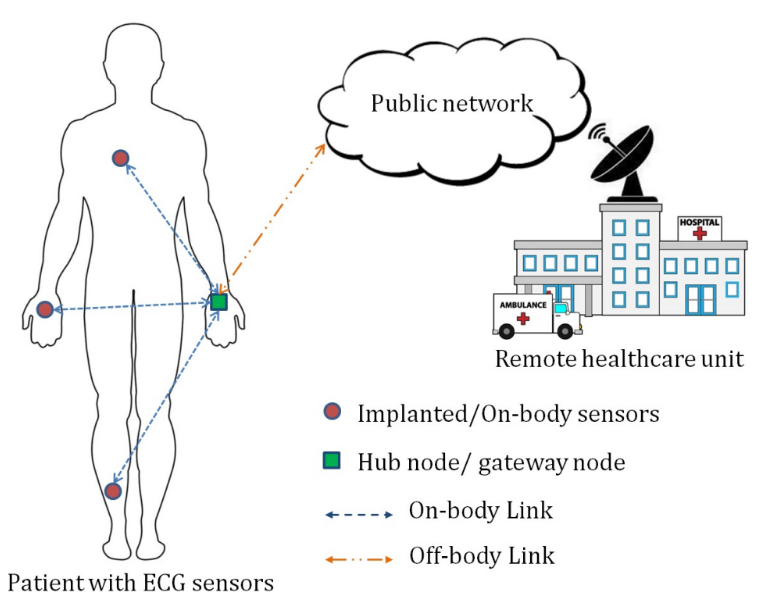 Public network
HOSPITAL
AMBULANCE
Remote healthcare unit
Implanted/On-body sensors
Hub node/ gateway node
On-body Link
Off-body Link
Patient with ECG sensors